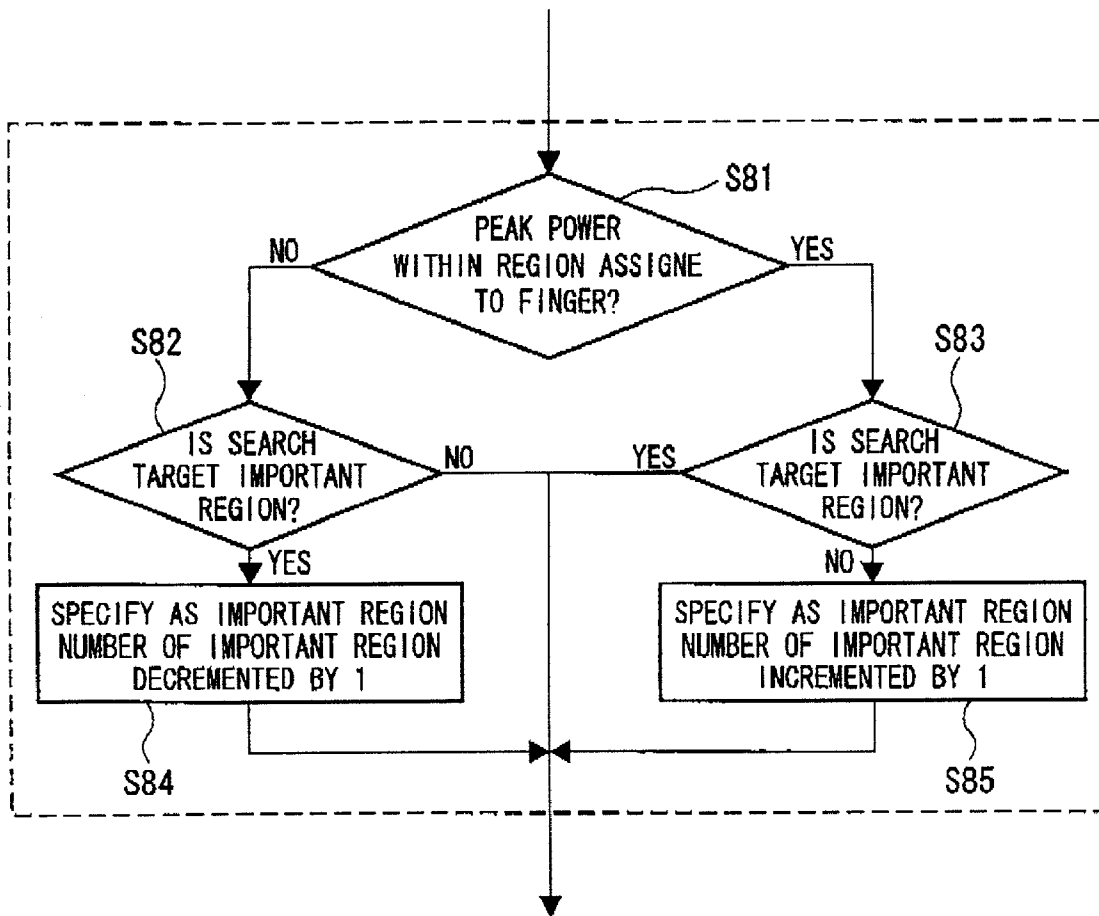 S81
PEAK POWER
WITHIN REGION ASSIGNE
TO FINGER?
NO
YES
S82
S83
IS SEARCH
TARGET IMPORTANT
REGION?
NO
YES
IS SEARCH
TARGET IMPORTANT
REGION?
YES
NO
SPECIFY AS IMPORTANT REGION
NUMBER OF IMPORTANT REGION
DECREMENTED BY 1
SPECIFY AS IMPORTANT REGION
NUMBER OF IMPORTANT REGION
INCREMENTED BY 1
S84
S85